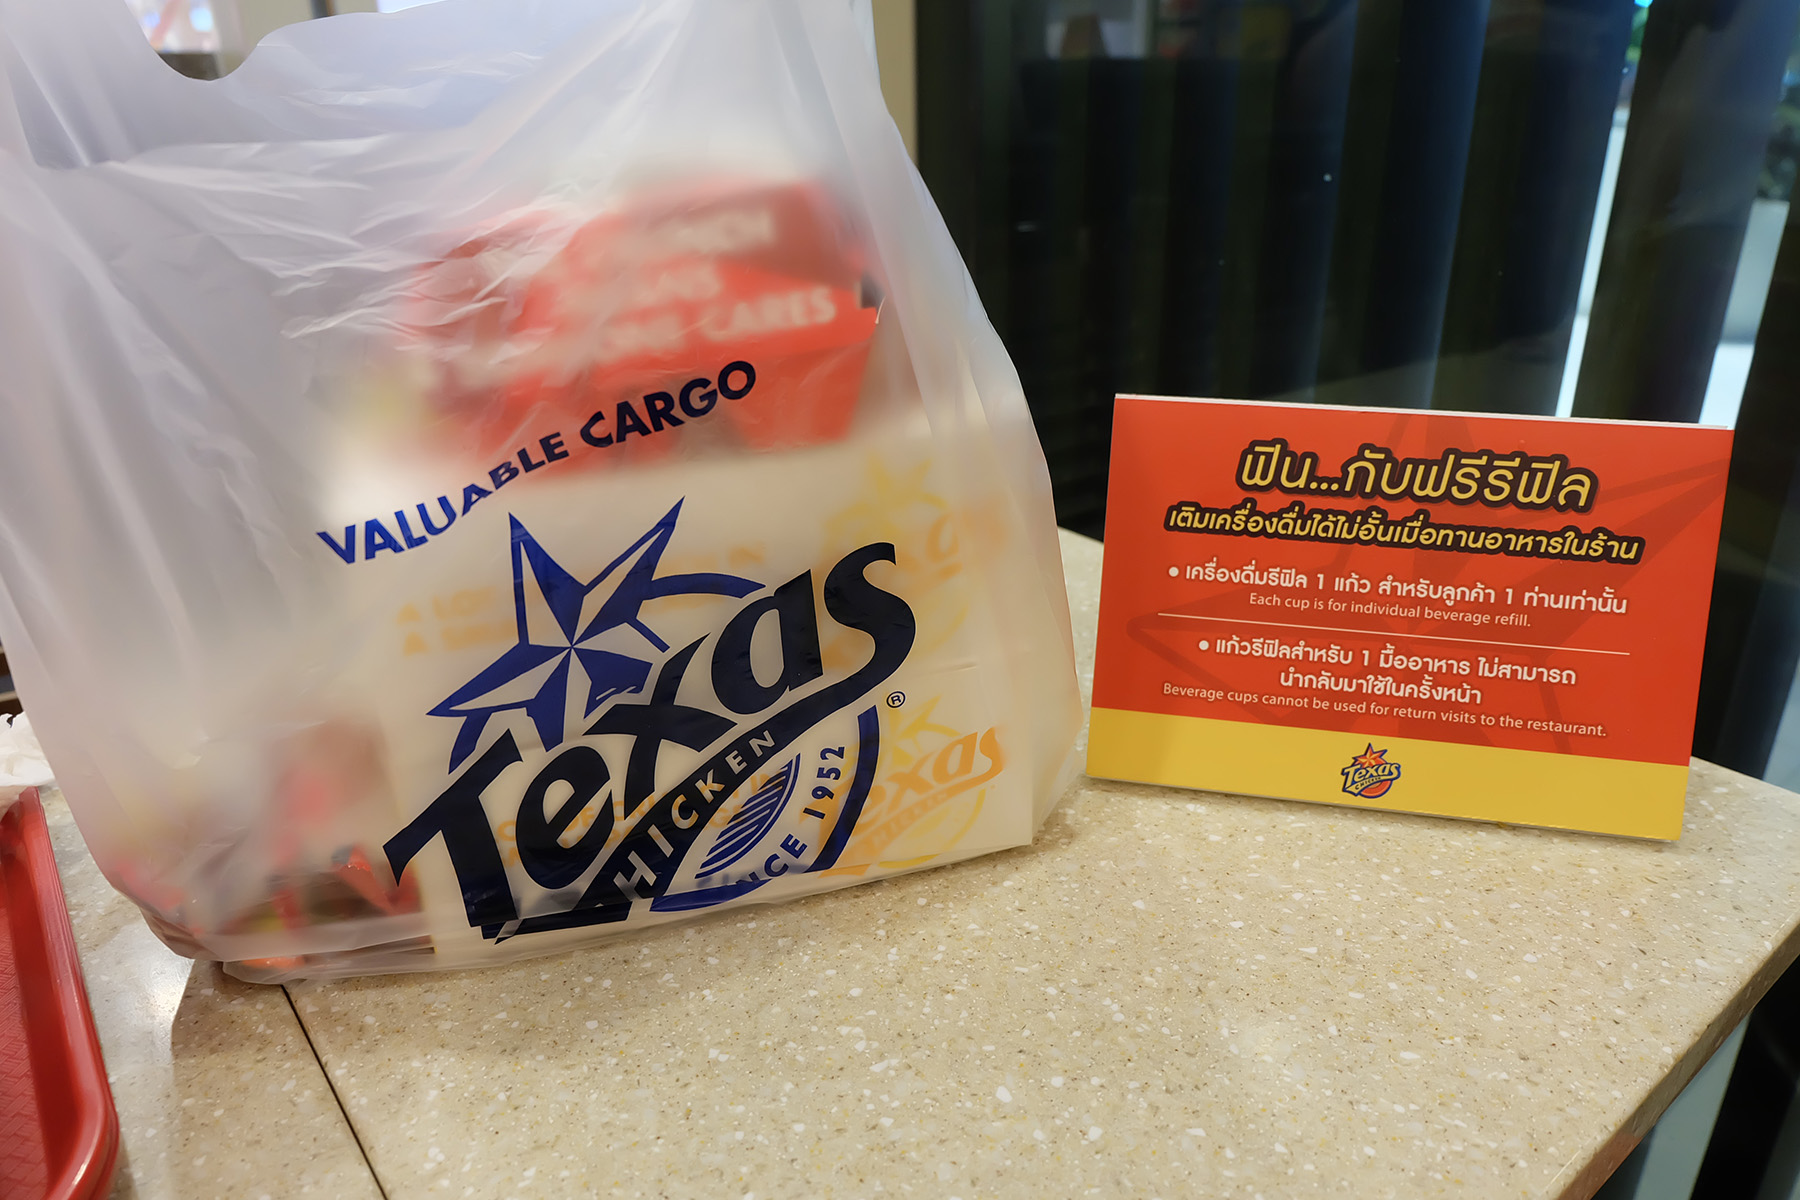 VALUABLE CARGO
Texas
CHICKEN
®
SINCE 1952
CARES
Texas
ฟิน...กับฟรีรีฟิล
เติมเครื่องดื่มได้ไม่อั้นเมื่อทานอาหารในร้าน
• เครื่องดื่มรีฟิล 1 แก้ว สำหรับลูกค้า 1 ท่านเท่านั้น
Each cup is for individual beverage refill.
• แก้วรีฟิลสำหรับ 1 มื้ออาหาร ไม่สามารถ
นำกลับมาใช้ในครั้งหน้า
Beverage cups cannot be used for return visits to the restaurant.
Texas
CHICKEN